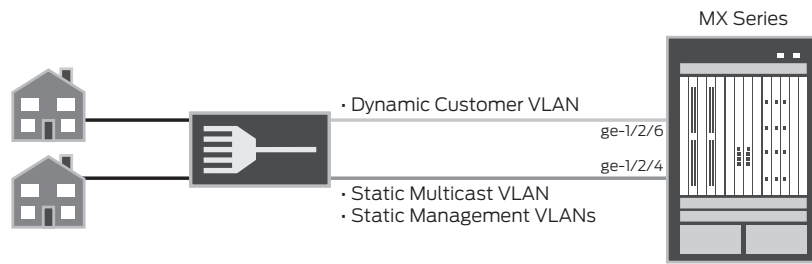 MX Series
· Dynamic Customer VLAN
ge-1/2/6
ge-1/2/4
· Static Multicast VLAN
· Static Management VLANs